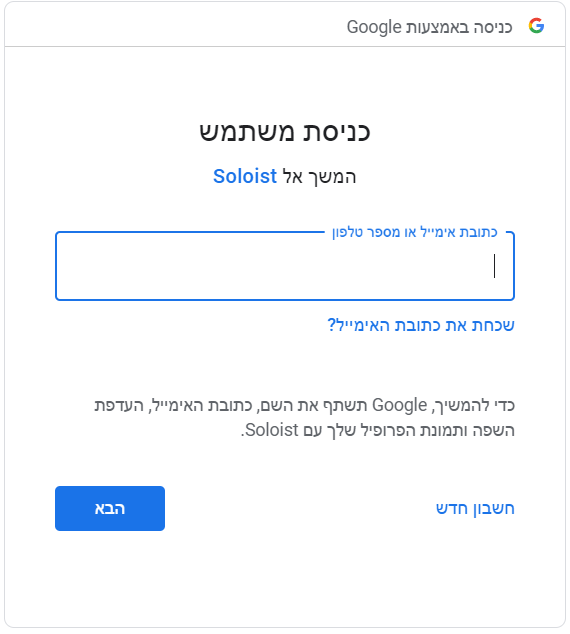 כניסה באמצעות Google
כניסת משתמש
המשך אל Soloist
כתובת אימייל או מספר טלפון
שכחת את כתובת האימייל?
כדי להמשיך, Google תשתף את השם, כתובת האימייל, העדפת
השפה ותמונת הפרופיל שלך עם Soloist.
חשבון חדש
הבא